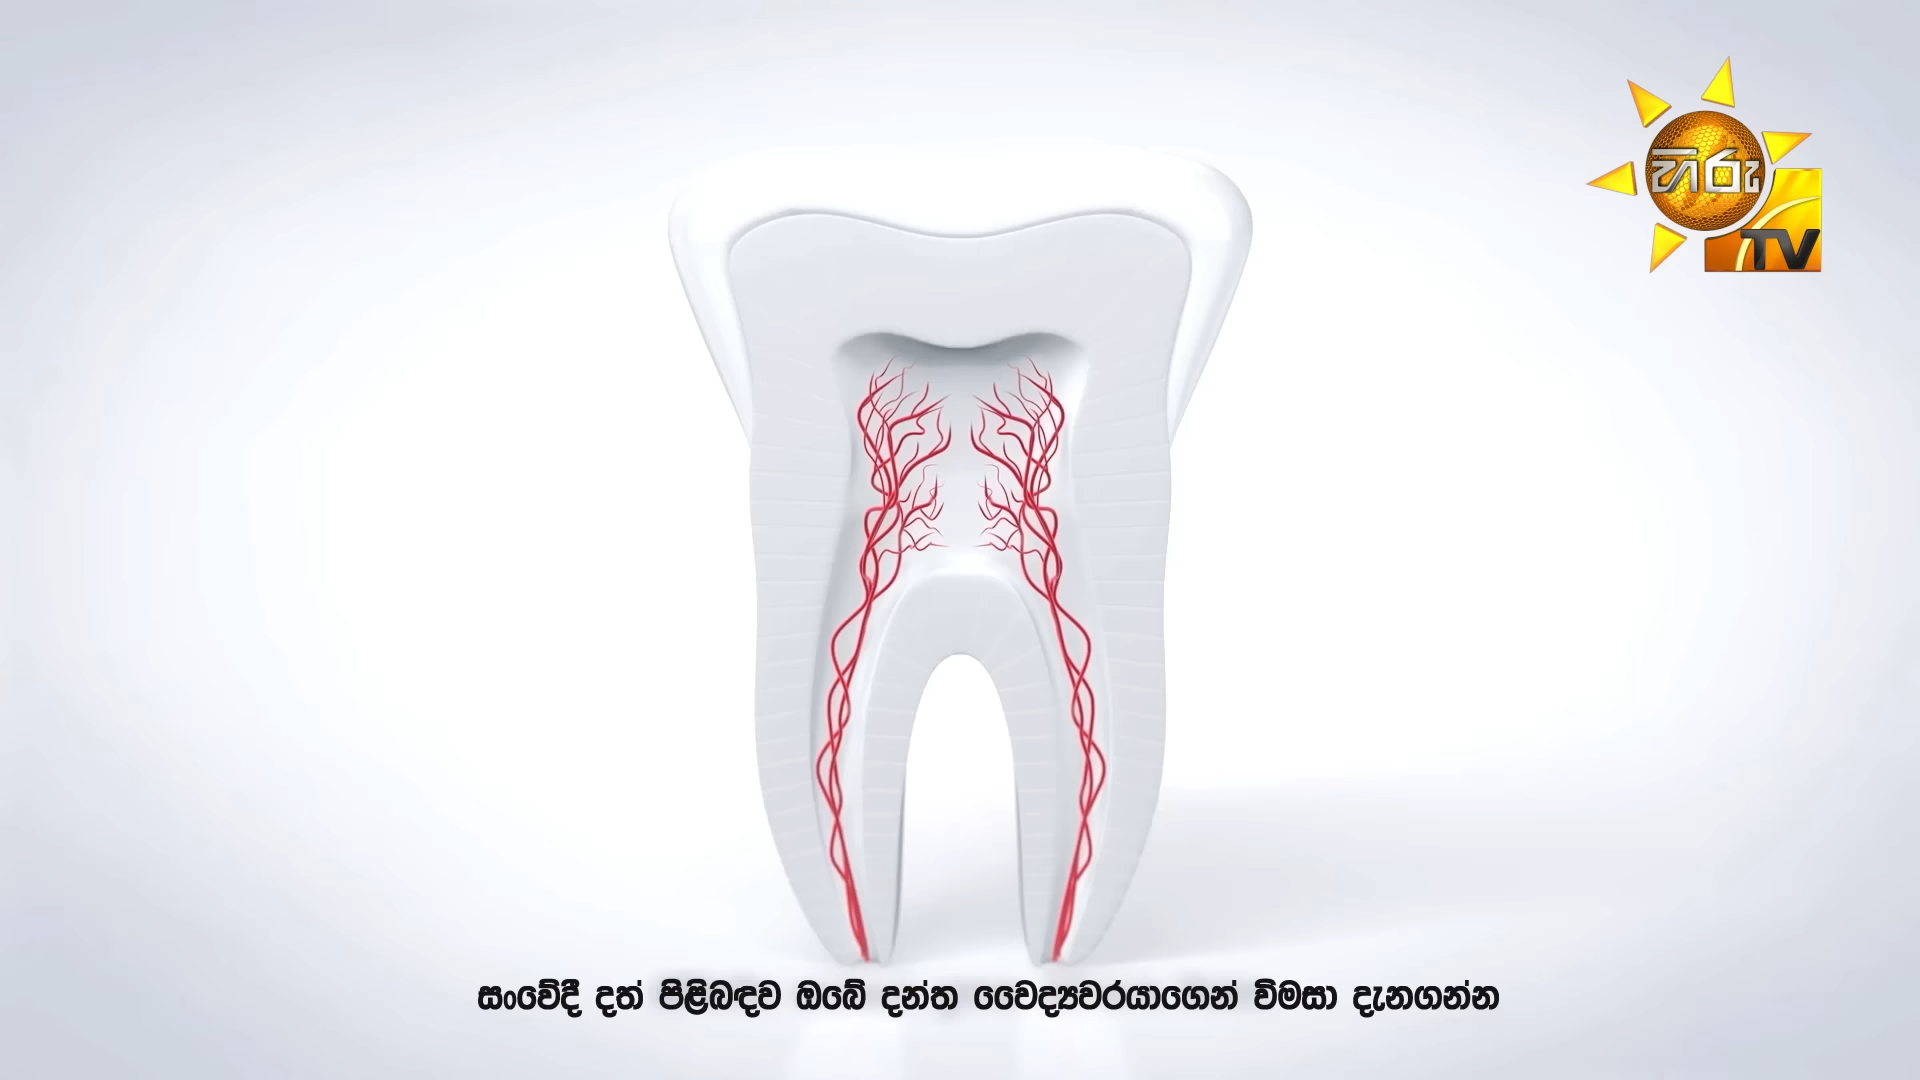 හිරු
TV
සංවේදී දත් පිළිබඳව ඔබේ දන්ත වෛද්‍යවරයාගෙන් විමසා දැනගන්න